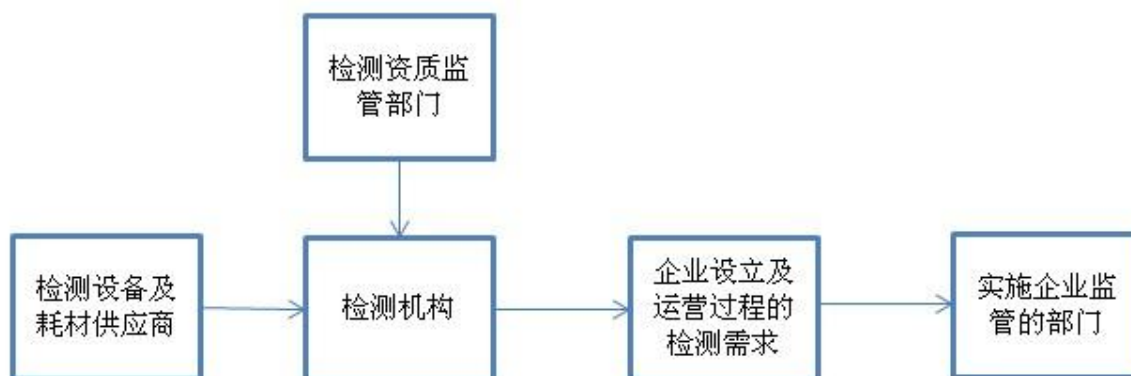 检测资质监
管部门
检测设备及
耗材供应商
检测机构
企业设立及
运营过程的
检测需求
实施企业监
管的部门